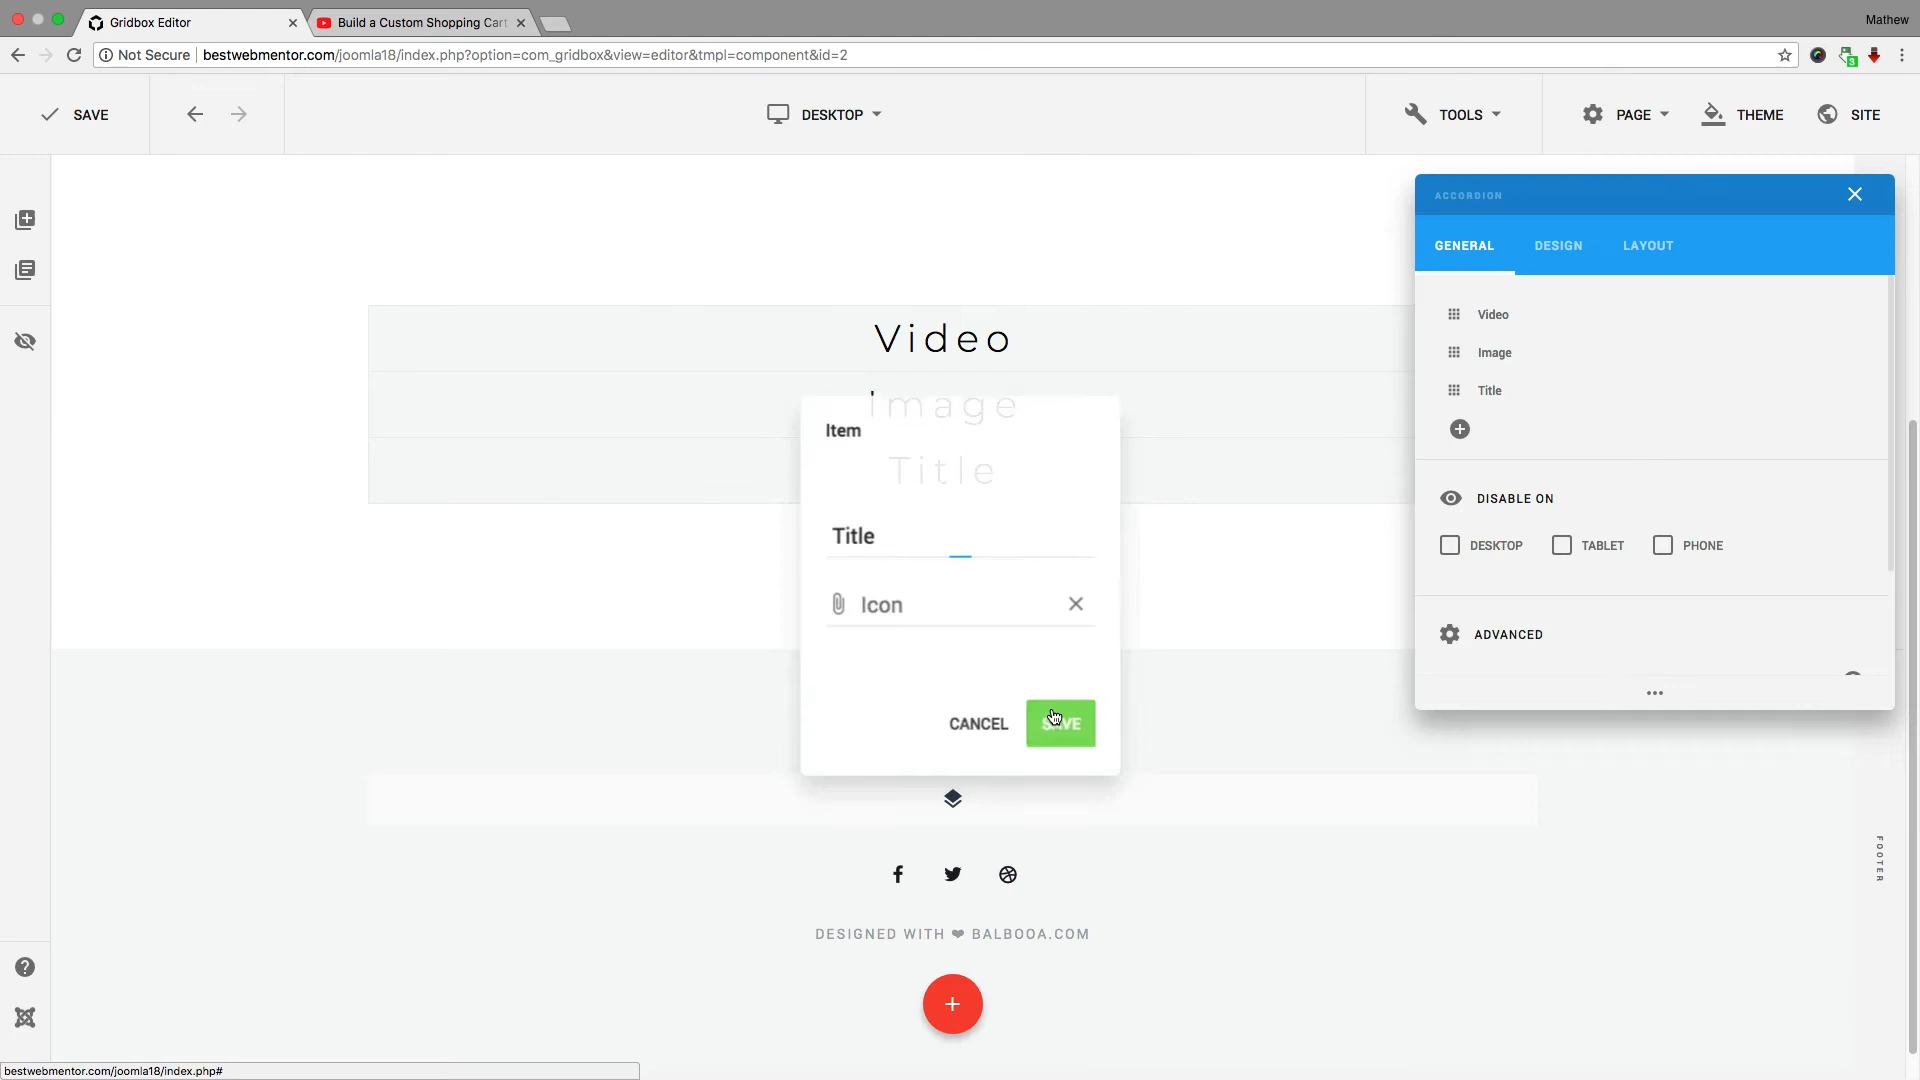 Gridbox Editor
Build a Custom Shopping Cart
Mathew
Not Secure
bestwebmentor.com/joomla18/index.php?option=com_gridbox&view=editor&tmpl=component&id=2
3
SAVE
DESKTOP
TOOLS
PAGE
THEME
SITE
ACCORDION
GENERAL
DESIGN
LAYOUT
Video
Image
Title
DISABLE ON
DESKTOP
TABLET
PHONE
ADVANCED
Video
Image
Title
Item
Title
Icon
CANCEL
SAVE
DESIGNED WITH ❤ BALBOOA.COM
FOOTER
bestwebmentor.com/joomla18/index.php#